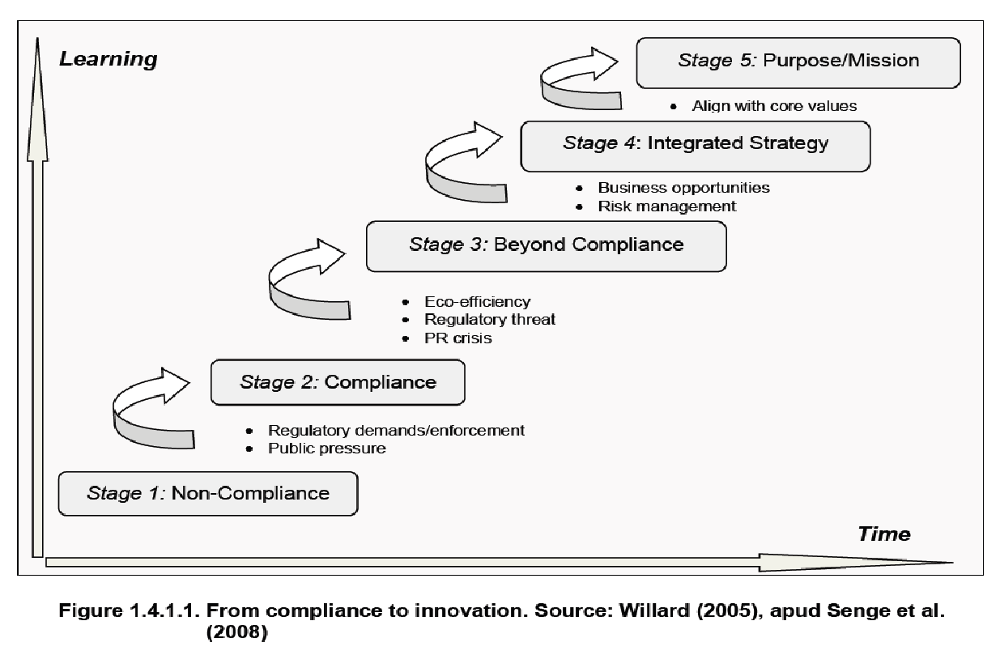 Learning
Stage 5: Purpose/Mission
• Align with core values
Stage 4: Integrated Strategy
• Business opportunities
• Risk management
Stage 3: Beyond Compliance
• Eco-efficiency
• Regulatory threat
• PR crisis
Stage 2: Compliance
• Regulatory demands/enforcement
• Public pressure
Stage 1: Non-Compliance
Time
Figure 1.4.1.1. From compliance to innovation. Source: Willard (2005), apud Senge et al.
(2008)